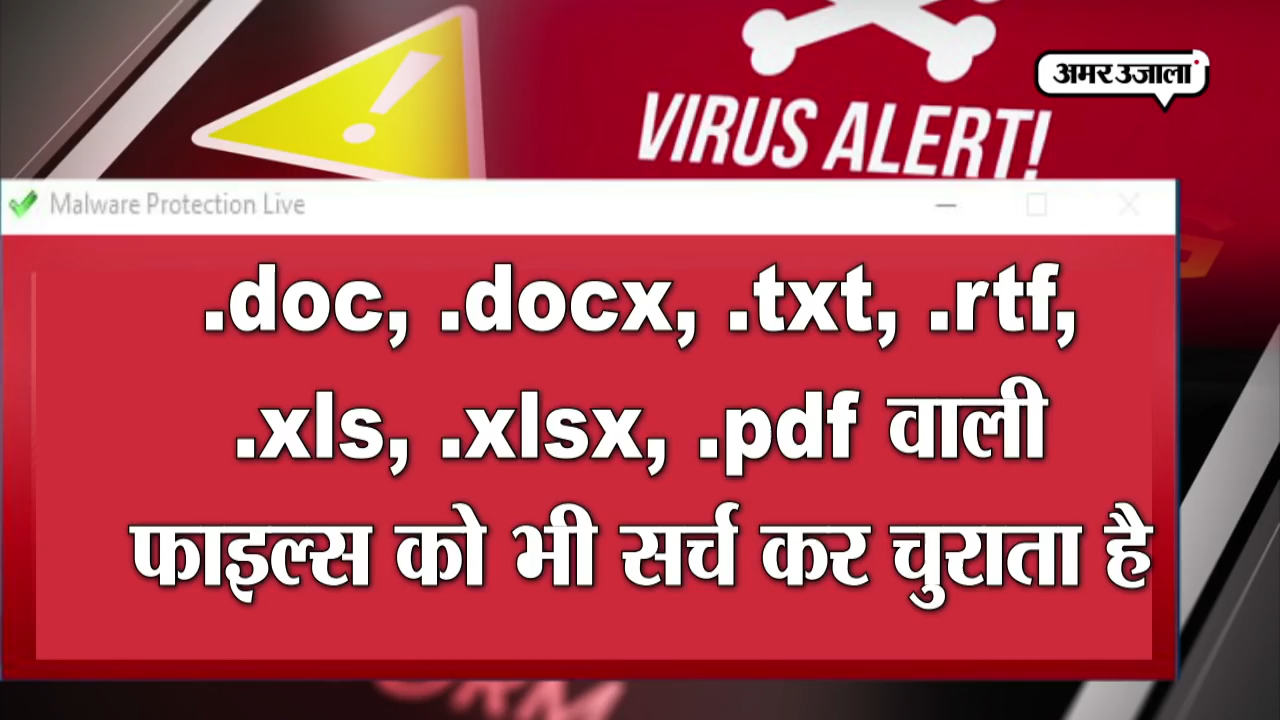 अमर उजाला
VIRUS ALERT!
Malware Protection Live
.doc, .docx, .txt, .rtf,
.xls, .xlsx, .pdf वाली
फाइल्स को भी सर्च कर चुराता है